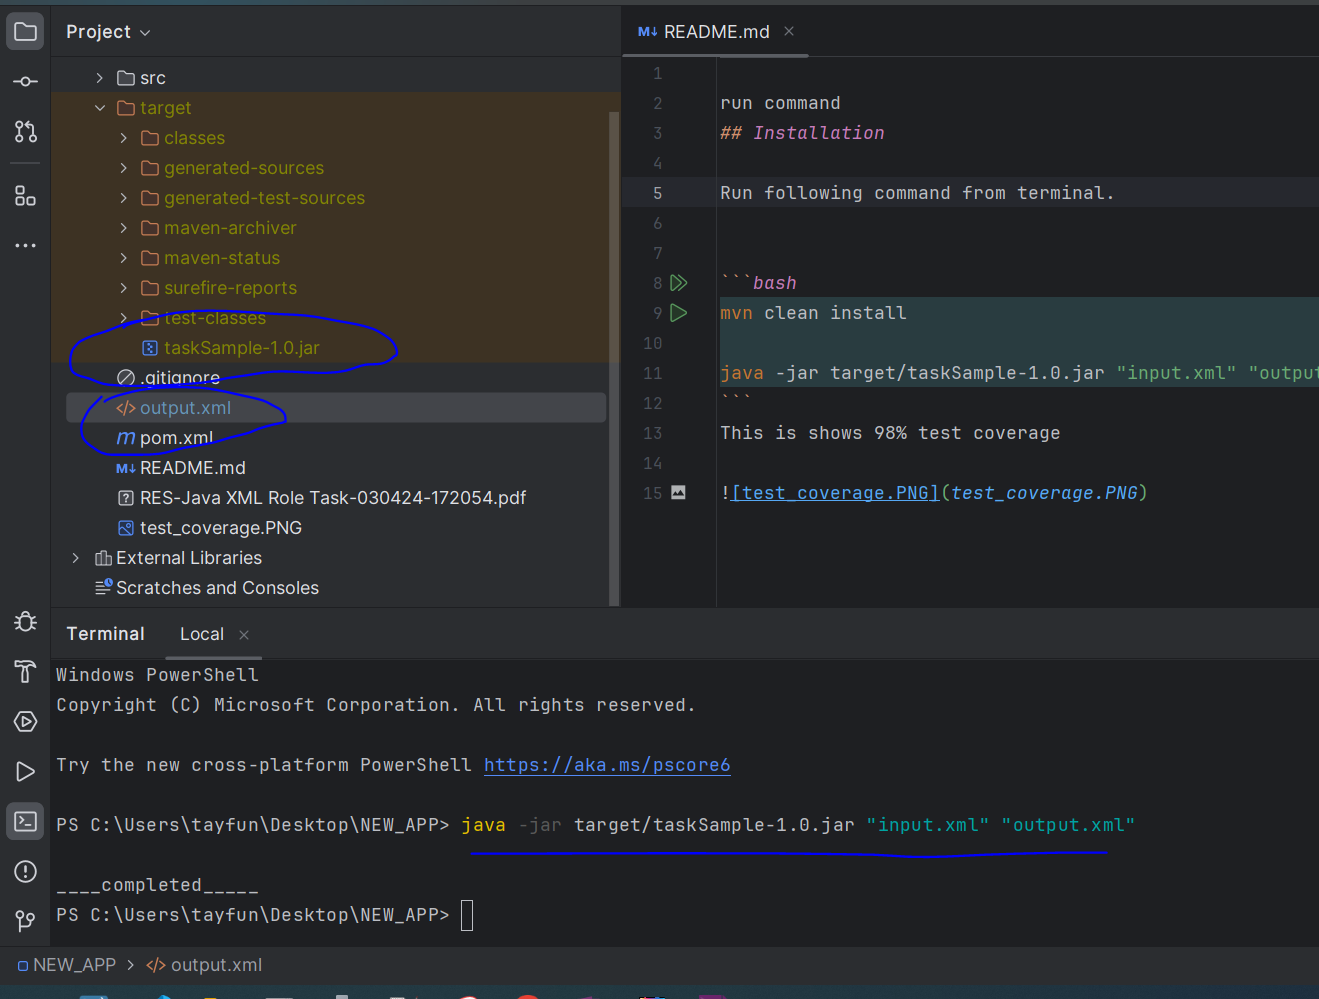 Project
src
target
classes
generated-sources
generated-test-sources
maven-archiver
maven-status
surefire-reports
test-classes
taskSample-1.0.jar
.gitignore
</> output.xml
m pom.xml
M↓ README.md
RES-Java XML Role Task-030424-172054.pdf
test_coverage.PNG
External Libraries
Scratches and Consoles
M↓ README.md
1
2 run command
3 ## Installation
4
5 Run following command from terminal.
6
7
8 ```bash
9 mvn clean install
10
11 java -jar target/taskSample-1.0.jar "input.xml" "output
12 ```
13 This is shows 98% test coverage
14
15 ![test_coverage.PNG](test_coverage.PNG)
Terminal Local
Windows PowerShell
Copyright (C) Microsoft Corporation. All rights reserved.
Try the new cross-platform PowerShell https://aka.ms/pscore6
PS C:\Users\tayfun\Desktop\NEW_APP> java -jar target/taskSample-1.0.jar "input.xml" "output.xml"
____completed_____
PS C:\Users\tayfun\Desktop\NEW_APP>
NEW_APP > </> output.xml